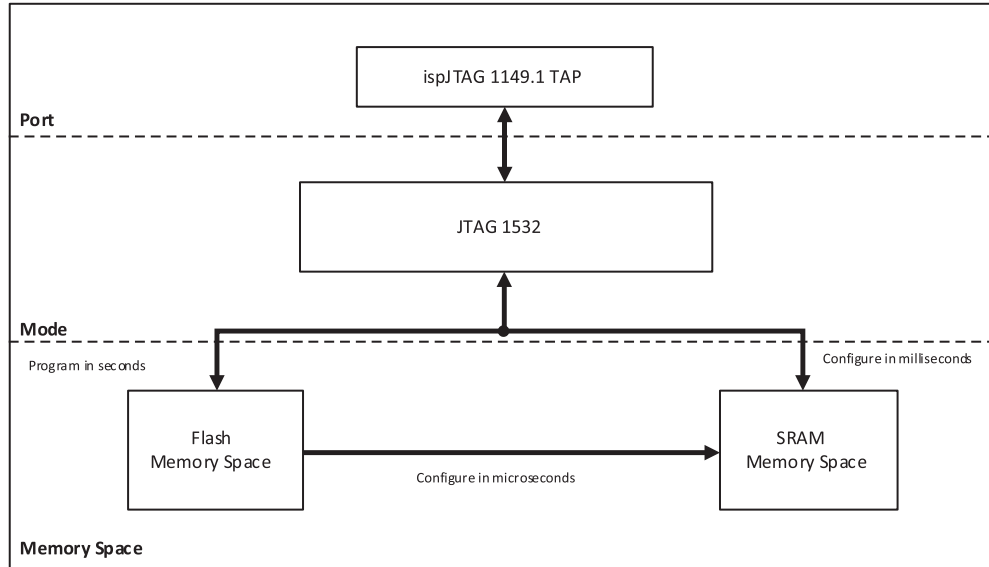 ispJTAG 1149.1 TAP
Port
JTAG 1532
Mode
Program in seconds
Configure in milliseconds
Flash
Memory Space
SRAM
Memory Space
Configure in microseconds
Memory Space